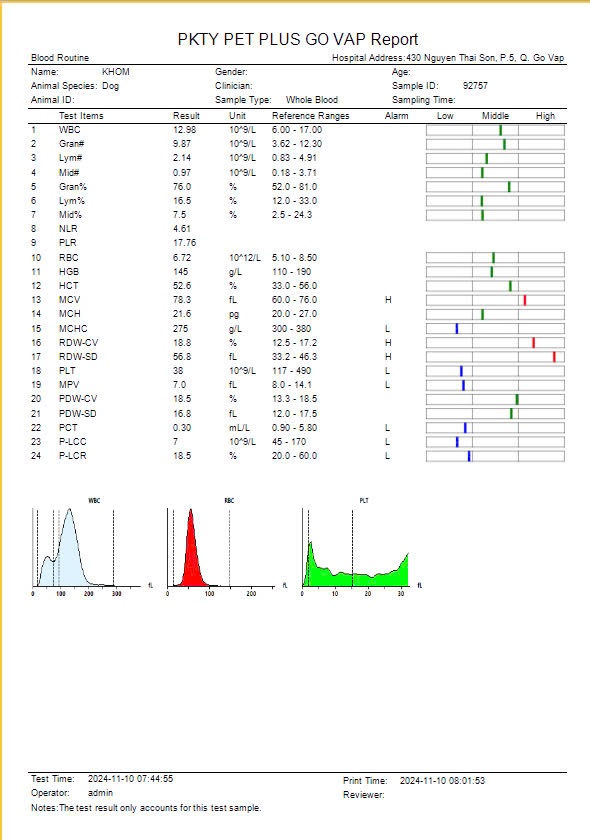 PKTY PET PLUS GO VAP Report
Blood Routine Hospital Address:430 Nguyen Thai Son, P.5, Q. Go Vap
Name: KHOM Gender: Age:
Animal Species: Dog Clinician: Sample ID: 92757
Animal ID: Sample Type: Whole Blood Sampling Time:
Test Items Result Unit Reference Ranges Alarm Low Middle High
1 WBC 12.98 10^9/L 6.00 - 17.00
2 Gran# 9.87 10^9/L 3.62 - 12.30
3 Lym# 2.14 10^9/L 0.83 - 4.91
4 Mid# 0.97 10^9/L 0.18 - 3.71
5 Gran% 76.0 % 52.0 - 81.0
6 Lym% 16.5 % 12.0 - 33.0
7 Mid% 7.5 % 2.5 - 24.3
8 NLR 4.61
9 PLR 17.76
10 RBC 6.72 10^12/L 5.10 - 8.50
11 HGB 145 g/L 110 - 190
12 HCT 52.6 % 33.0 - 56.0
13 MCV 78.3 fL 60.0 - 76.0 H
14 MCH 21.6 pg 20.0 - 27.0
15 MCHC 275 g/L 300 - 380 L
16 RDW-CV 18.8 % 12.5 - 17.2 H
17 RDW-SD 56.8 fL 33.2 - 46.3 H
18 PLT 38 10^9/L 117 - 490 L
19 MPV 7.0 fL 8.0 - 14.1 L
20 PDW-CV 18.5 % 13.3 - 18.5
21 PDW-SD 16.8 fL 12.0 - 17.5
22 PCT 0.30 mL/L 0.90 - 5.80 L
23 P-LCC 7 10^9/L 45 - 170 L
24 P-LCR 18.5 % 20.0 - 60.0 L
WBC RBC PLT
0 100 200 300 fL 0 100 200 fL 0 10 20 30 fL
Test Time: 2024-11-10 07:44:55 Print Time: 2024-11-10 08:01:53
Operator: admin Reviewer:
Notes:The test result only accounts for this test sample.